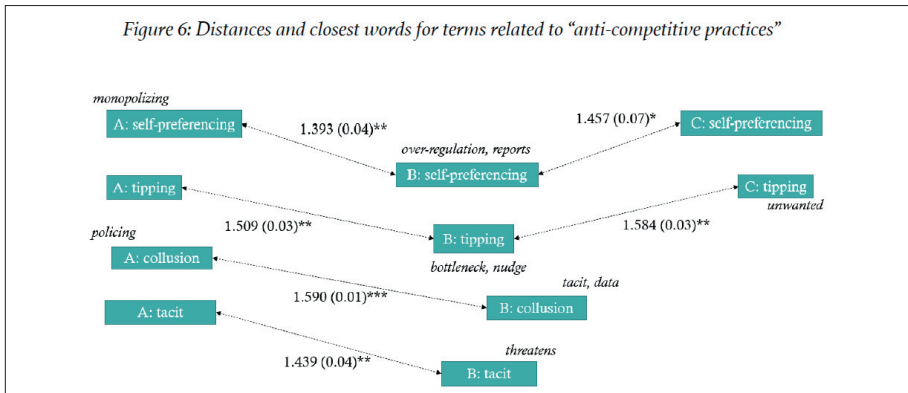 Figure 6: Distances and closest words for terms related to “anti-competitive practices”
monopolizing
A: self-preferencing
1.393 (0.04)**
over-regulation, reports
B: self-preferencing
1.457 (0.07)*
C: self-preferencing
A: tipping
1.509 (0.03)**
B: tipping
bottleneck, nudge
1.584 (0.03)**
C: tipping
unwanted
policing
A: collusion
1.590 (0.01)***
tacit, data
B: collusion
A: tacit
1.439 (0.04)**
threatens
B: tacit